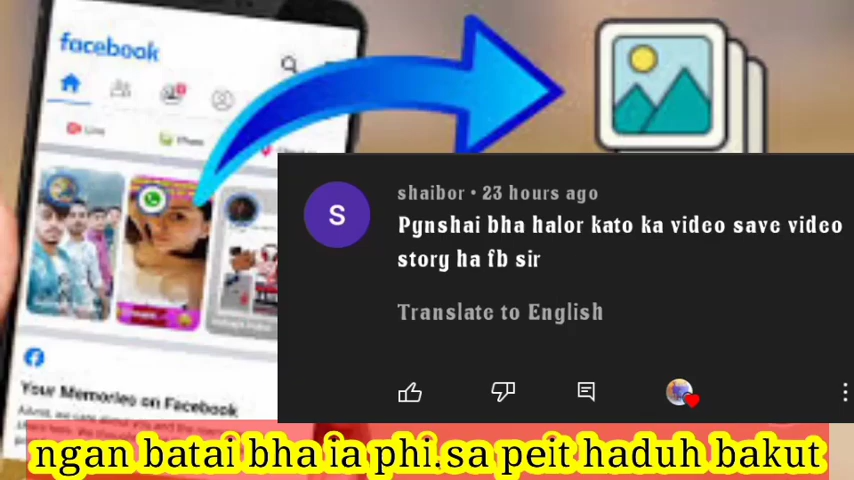 facebook
Live
shaibor • 23 hours ago
S
Pynshai bha halor kato ka video save video
story ha fb sir
Translate to English
Your Memories on Facebook
ngan batai bha ia phi.sa peit haduh bakut